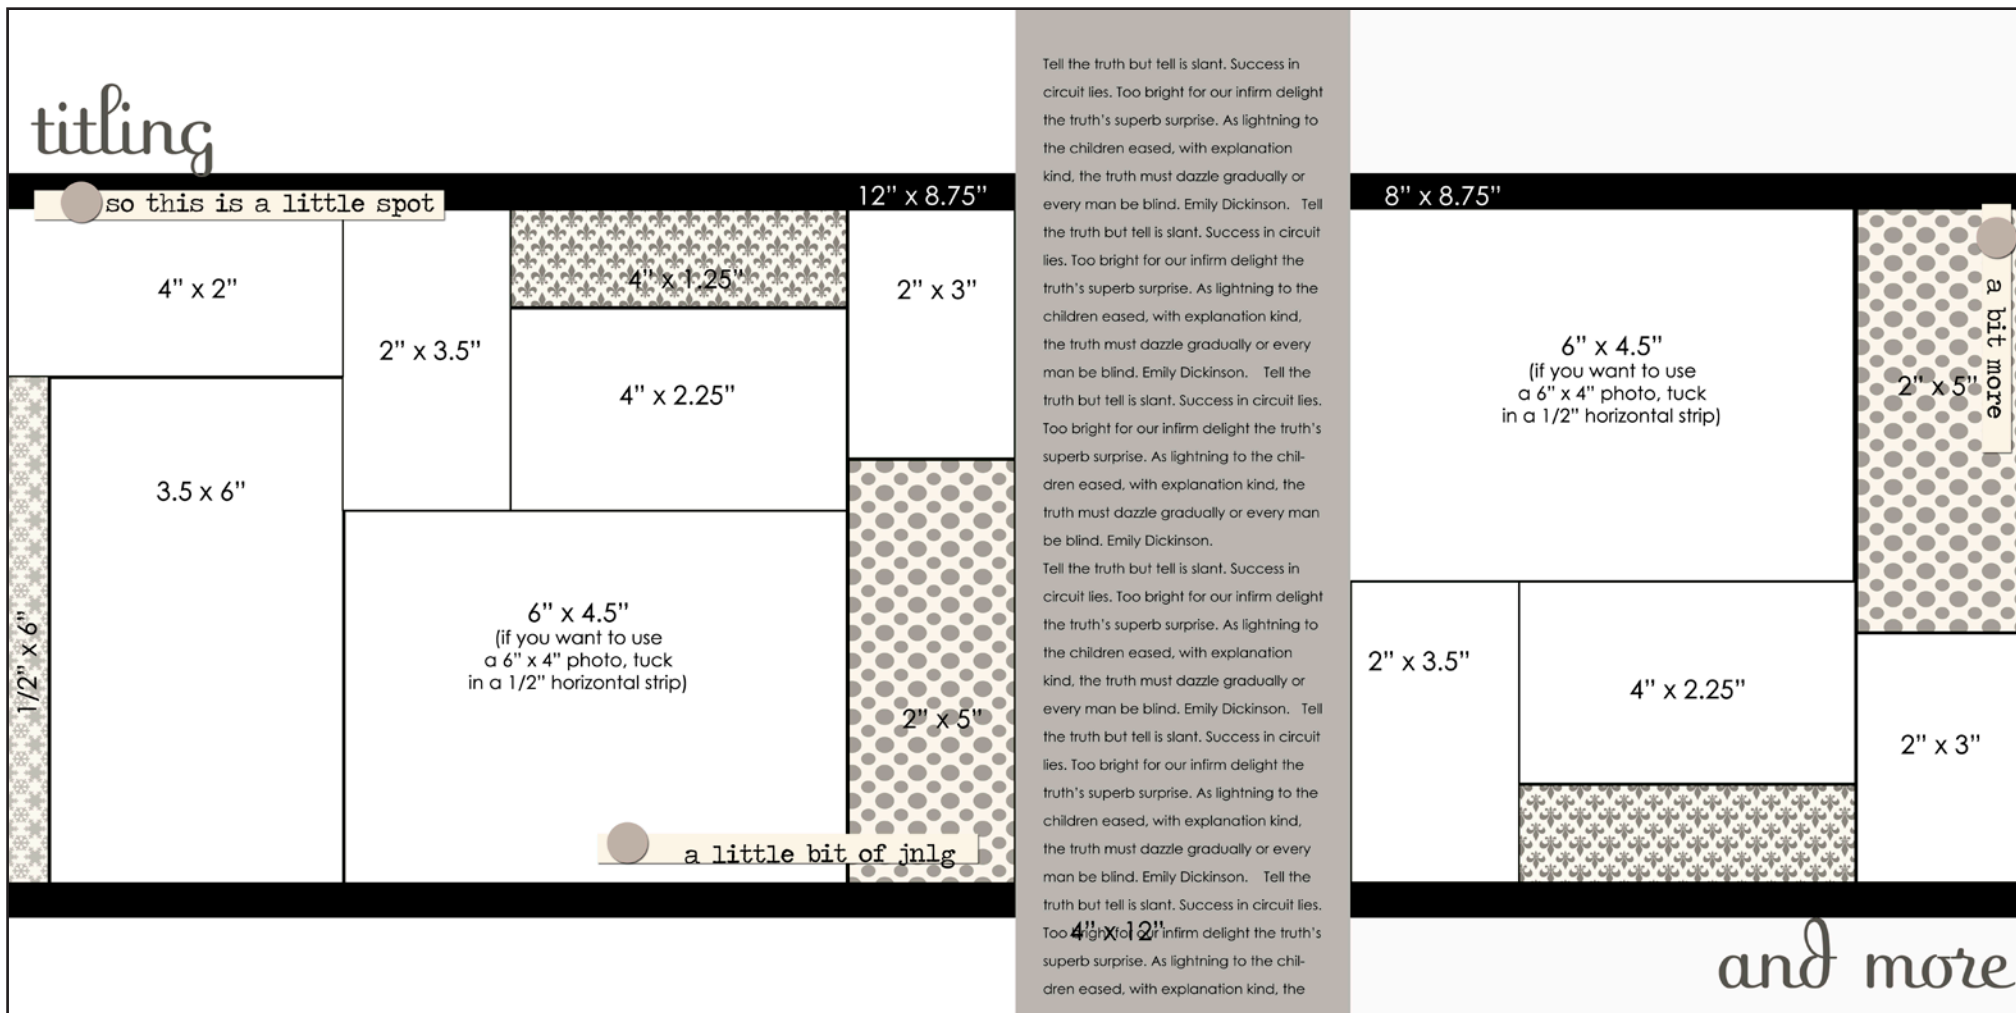 titling
so this is a little spot
12” x 8.75”
4” x 2”
2” x 3.5”
4” x 1.25”
2” x 3”
4” x 2.25”
3.5 x 6”
1/2” x 6”
6” x 4.5”
(if you want to use
a 6” x 4” photo, tuck
in a 1/2” horizontal strip)
2” x 5”
a little bit of jnlg
Tell the truth but tell is slant. Success in
circuit lies. Too bright for our infirm delight
the truth’s superb surprise. As lightning to
the children eased, with explanation
kind, the truth must dazzle gradually or
every man be blind. Emily Dickinson. Tell
the truth but tell is slant. Success in circuit
lies. Too bright for our infirm delight the
truth’s superb surprise. As lightning to the
children eased, with explanation kind,
the truth must dazzle gradually or every
man be blind. Emily Dickinson. Tell the
truth but tell is slant. Success in circuit lies.
Too bright for our infirm delight the truth’s
superb surprise. As lightning to the chil-
dren eased, with explanation kind, the
truth must dazzle gradually or every man
be blind. Emily Dickinson.
Tell the truth but tell is slant. Success in
circuit lies. Too bright for our infirm delight
the truth’s superb surprise. As lightning to
the children eased, with explanation
kind, the truth must dazzle gradually or
every man be blind. Emily Dickinson. Tell
the truth but tell is slant. Success in circuit
lies. Too bright for our infirm delight the
truth’s superb surprise. As lightning to the
children eased, with explanation kind,
the truth must dazzle gradually or every
man be blind. Emily Dickinson. Tell the
truth but tell is slant. Success in circuit lies.
Too bright for our infirm delight the truth’s
4” x 12”
superb surprise. As lightning to the chil-
dren eased, with explanation kind, the
8” x 8.75”
6” x 4.5”
(if you want to use
a 6” x 4” photo, tuck
in a 1/2” horizontal strip)
2” x 5”
a bit more
2” x 3.5”
4” x 2.25”
2” x 3”
and more